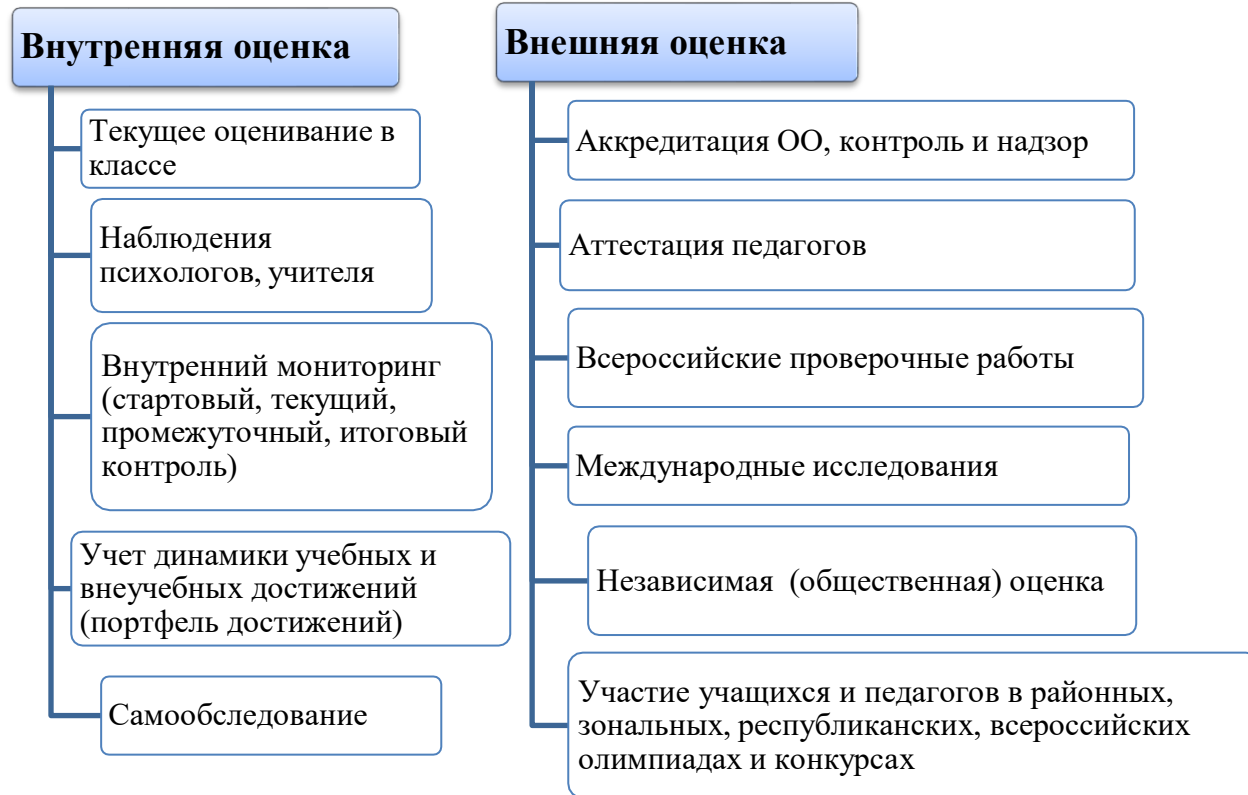 Внутренняя оценка
Текущее оценивание в
классе
Наблюдения
психологов, учителя
Внутренний мониторинг
(стартовый, текущий,
промежуточный, итоговый
контроль)
Учет динамики учебных и
внеучебных достижений
(портфель достижений)
Самообследование
Внешняя оценка
Аккредитация ОО, контроль и надзор
Аттестация педагогов
Всероссийские проверочные работы
Международные исследования
Независимая (общественная) оценка
Участие учащихся и педагогов в районных,
зональных, республиканских, всероссийских
олимпиадах и конкурсах